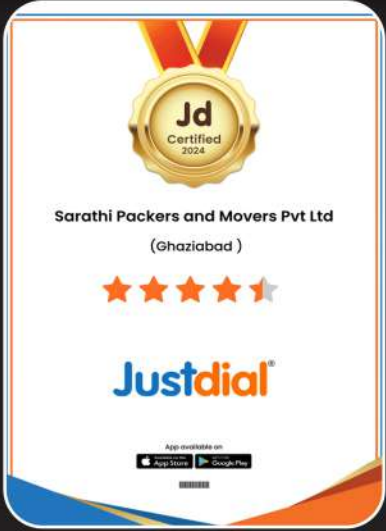 Jd
Certified
2024
Sarathi Packers and Movers Pvt Ltd
(Ghaziabad )
Justdial®
App available on
App Store
Google Play